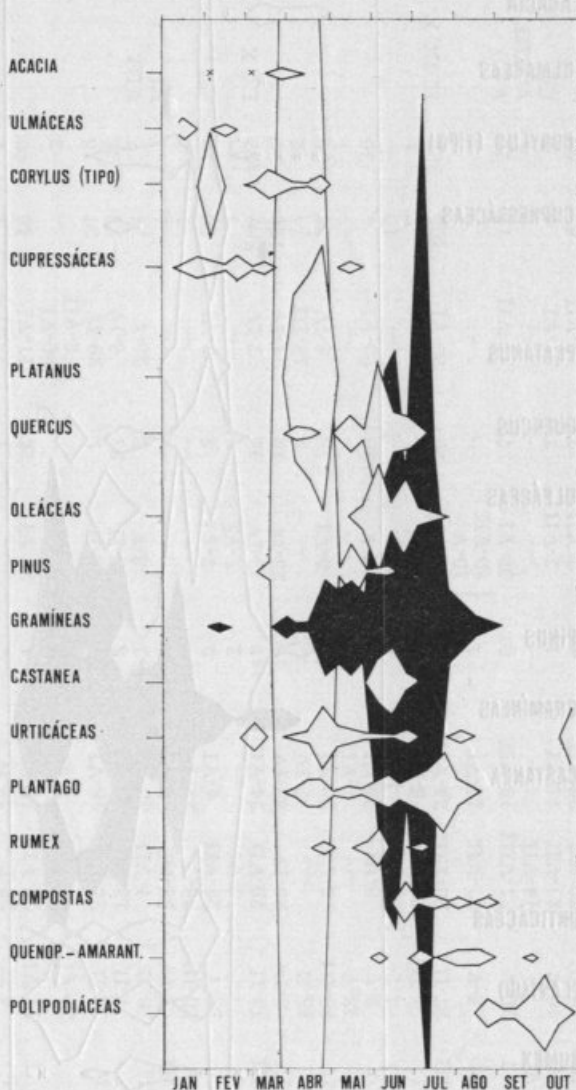 ACACIA
ULMÁCEAS
CORYLUS (TIPO)
CUPRESSÁCEAS
PLATANUS
QUERCUS
OLEÁCEAS
PINUS
GRAMÍNEAS
CASTANEA
URTICÁCEAS
PLANTAGO
RUMEX
COMPOSTAS
QUENOP.-AMARANT.
POLIPODIÁCEAS
JAN FEV MAR ABR MAI JUN JUL AGO SET OUT